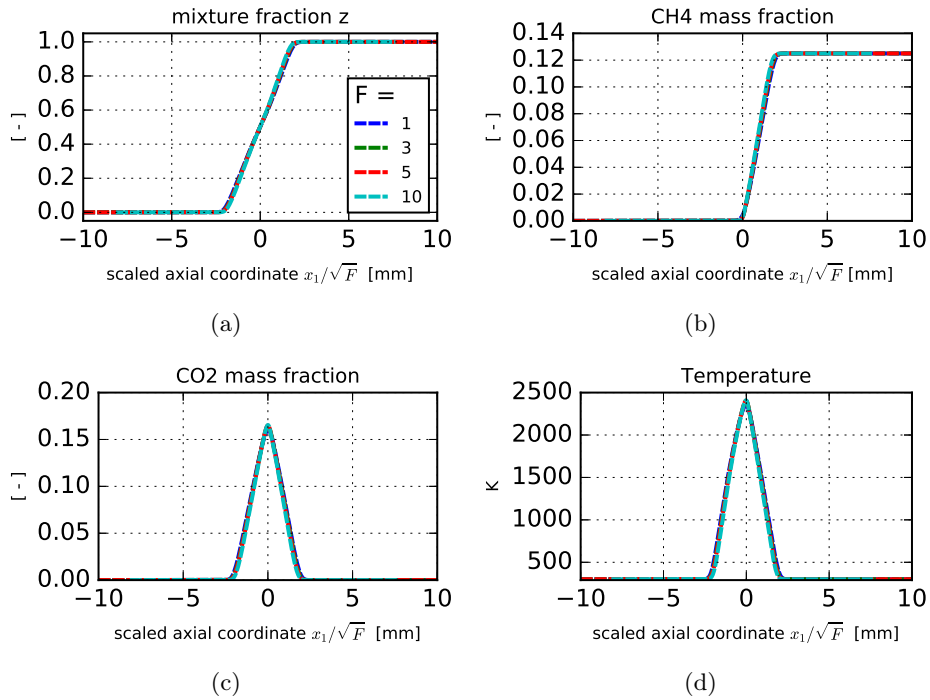 mixture fraction z
1.0
0.8
0.6
0.4
0.2
0.0
[ - ]
F =
1
3
5
10
−10 −5 0 5 10
scaled axial coordinate x₁/√F [mm]
(a)
CH4 mass fraction
0.14
0.12
0.10
0.08
0.06
0.04
0.02
0.00
[ - ]
−10 −5 0 5 10
scaled axial coordinate x₁/√F [mm]
(b)
CO2 mass fraction
0.20
0.15
0.10
0.05
0.00
[ - ]
−10 −5 0 5 10
scaled axial coordinate x₁/√F [mm]
(c)
Temperature
2500
2000
1500
1000
500
K
−10 −5 0 5 10
scaled axial coordinate x₁/√F [mm]
(d)